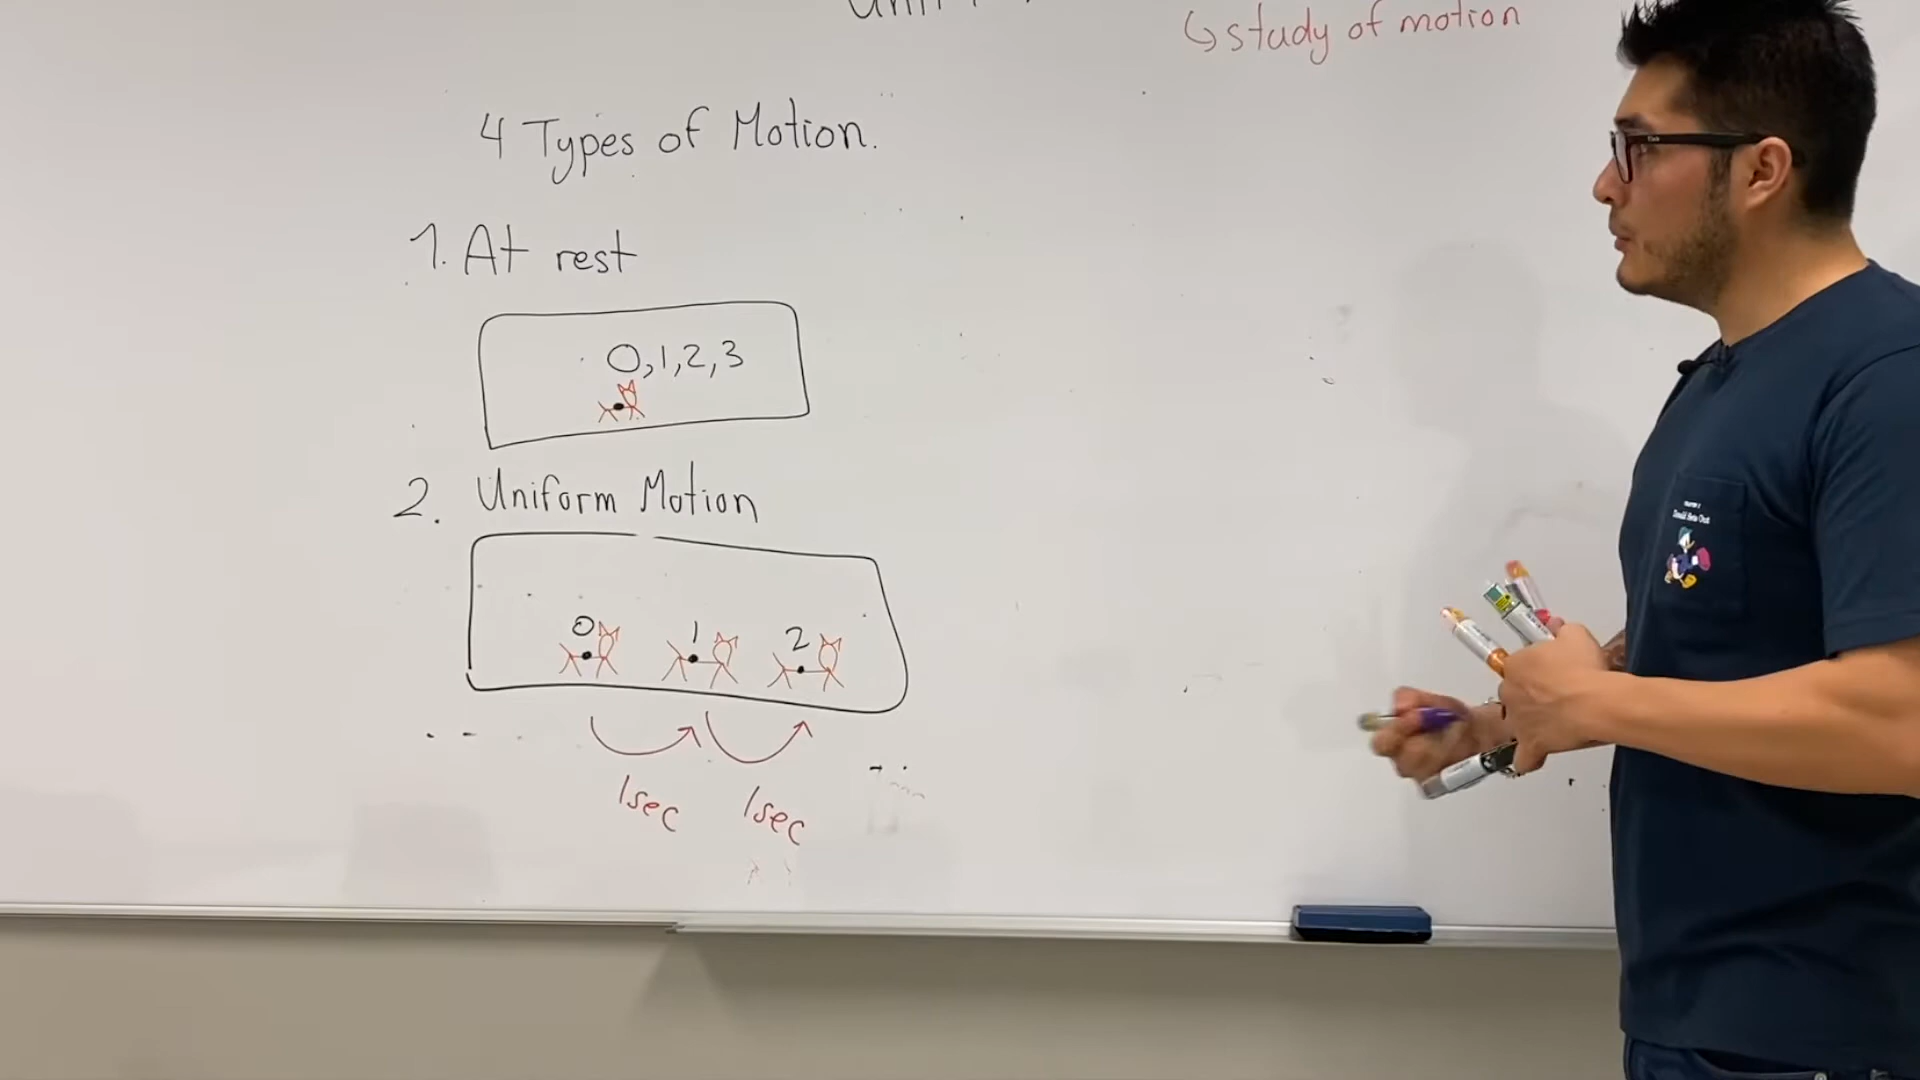 study of motion
4 Types of Motion.
1. At rest
0,1,2,3
2. Uniform Motion
0 1 2
1sec 1sec